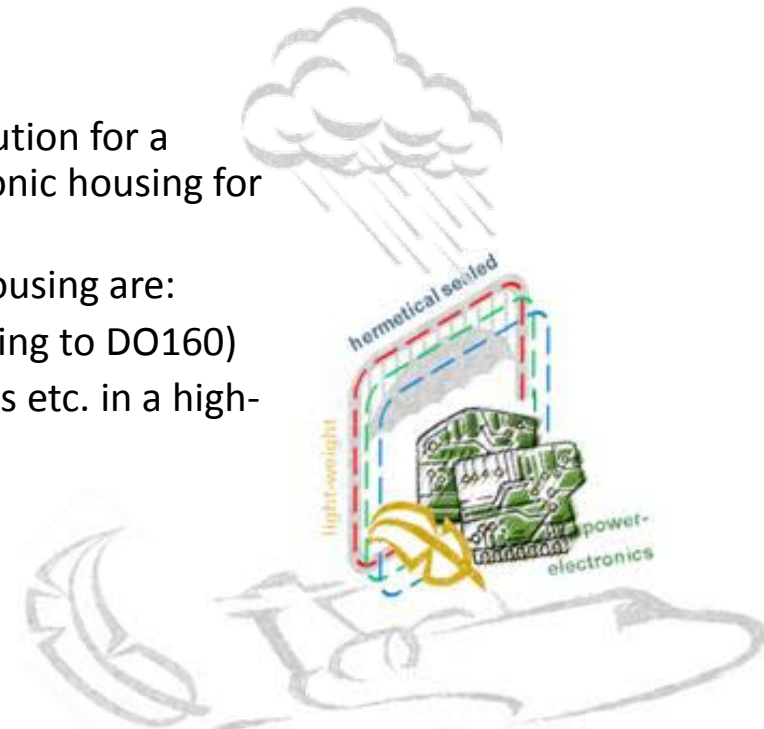 ution for a
onic housing for
ousing are:
ing to DO160)
s etc. in a high-
hermetical sealed
light-weight
power-
electronics